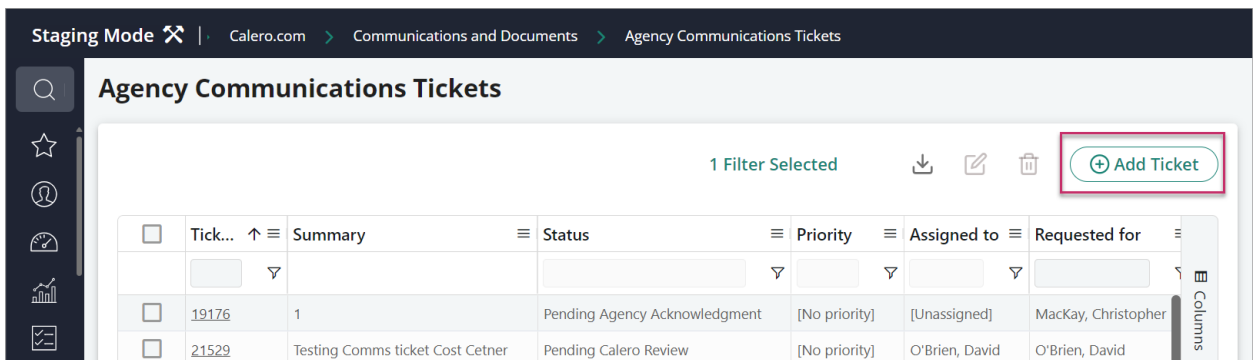 Staging Mode | Calero.com > Communications and Documents > Agency Communications Tickets
Agency Communications Tickets
1 Filter Selected Add Ticket
Tick... Summary Status Priority Assigned to Requested for
Columns
19176 1 Pending Agency Acknowledgment [No priority] [Unassigned] MacKay, Christopher
21529 Testing Comms ticket Cost Cetner Pending Calero Review [No priority] O'Brien, David O'Brien, David